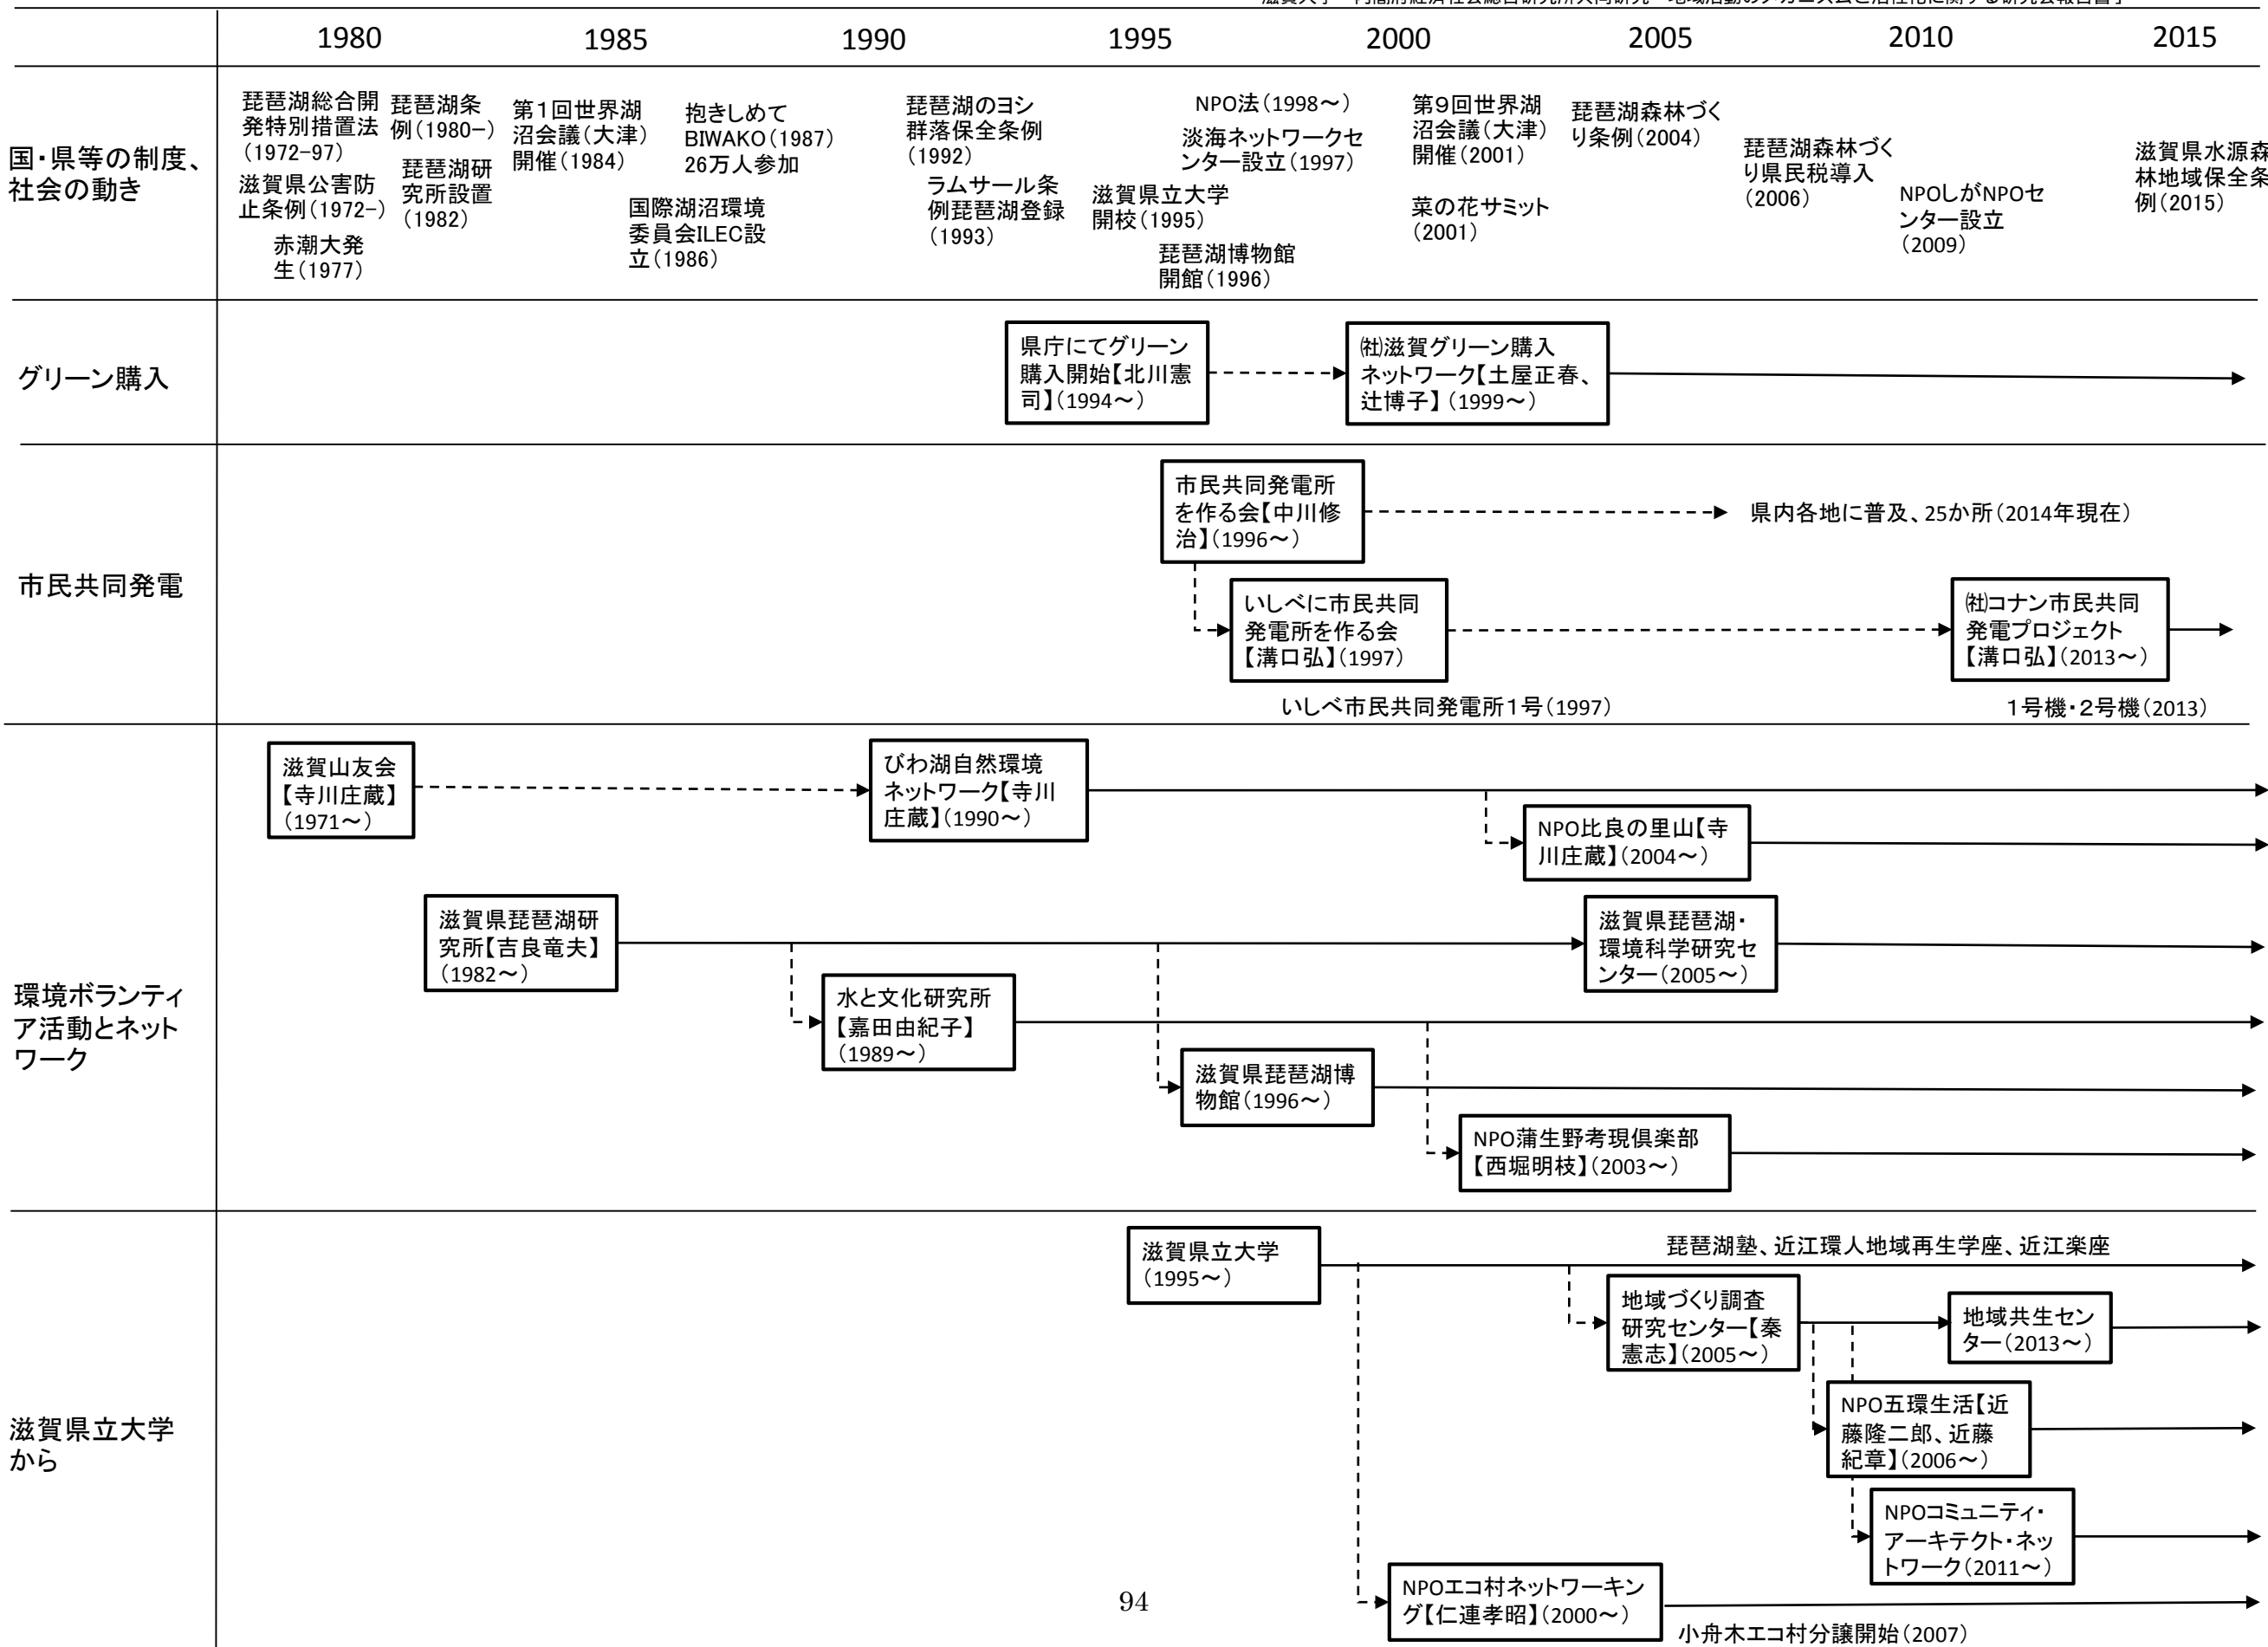 1980 1985 1990 1995 2000 2005 2010 2015
国・県等の制度、
社会の動き
琵琶湖総合開
発特別措置法
(1972-97)
滋賀県公害防
止条例(1972-)
赤潮大発
生(1977)
琵琶湖条
例(1980-)
琵琶湖研
究所設置
(1982)
第1回世界湖
沼会議(大津)
開催(1984)
国際湖沼環境
委員会ILEC設
立(1986)
抱きしめて
BIWAKO(1987)
26万人参加
琵琶湖のヨシ
群落保全条例
(1992)
ラムサール条
例琵琶湖登録
(1993)
NPO法(1998～)
淡海ネットワークセ
ンター設立(1997)
滋賀県立大学
開校(1995)
琵琶湖博物館
開館(1996)
第9回世界湖
沼会議(大津)
開催(2001)
菜の花サミット
(2001)
琵琶湖森林づく
り条例(2004)
琵琶湖森林づく
り県民税導入
(2006)
NPOしがNPOセ
ンター設立
(2009)
滋賀県水源森
林地域保全条
例(2015)
グリーン購入
県庁にてグリーン
購入開始【北川憲
司】(1994～)
㈳滋賀グリーン購入
ネットワーク【土屋正春、
辻博子】(1999～)
市民共同発電
市民共同発電所
を作る会【中川修
治】(1996～)
県内各地に普及、25か所(2014年現在)
いしべに市民共同
発電所を作る会
【溝口弘】(1997)
㈳コナン市民共同
発電プロジェクト
【溝口弘】(2013～)
いしべ市民共同発電所1号(1997)
1号機・2号機(2013)
環境ボランティ
ア活動とネット
ワーク
滋賀山友会
【寺川庄蔵】
(1971～)
びわ湖自然環境
ネットワーク【寺川
庄蔵】(1990～)
NPO比良の里山【寺
川庄蔵】(2004～)
滋賀県琵琶湖研
究所【吉良竜夫】
(1982～)
滋賀県琵琶湖・
環境科学研究セ
ンター(2005～)
水と文化研究所
【嘉田由紀子】
(1989～)
滋賀県琵琶湖博
物館(1996～)
NPO蒲生野考現倶楽部
【西堀明枝】(2003～)
滋賀県立大学
から
滋賀県立大学
(1995～)
琵琶湖塾、近江環人地域再生学座、近江楽座
地域づくり調査
研究センター【秦
憲志】(2005～)
地域共生セン
ター(2013～)
NPO五環生活【近
藤隆二郎、近藤
紀章】(2006～)
NPOコミュニティ・
アーキテクト・ネッ
トワーク(2011～)
NPOエコ村ネットワーキン
グ【仁連孝昭】(2000～)
小舟木エコ村分譲開始(2007)
94